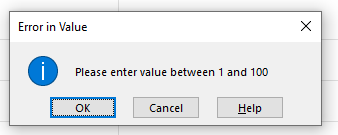 Error in Value
Please enter value between 1 and 100
OK Cancel Help